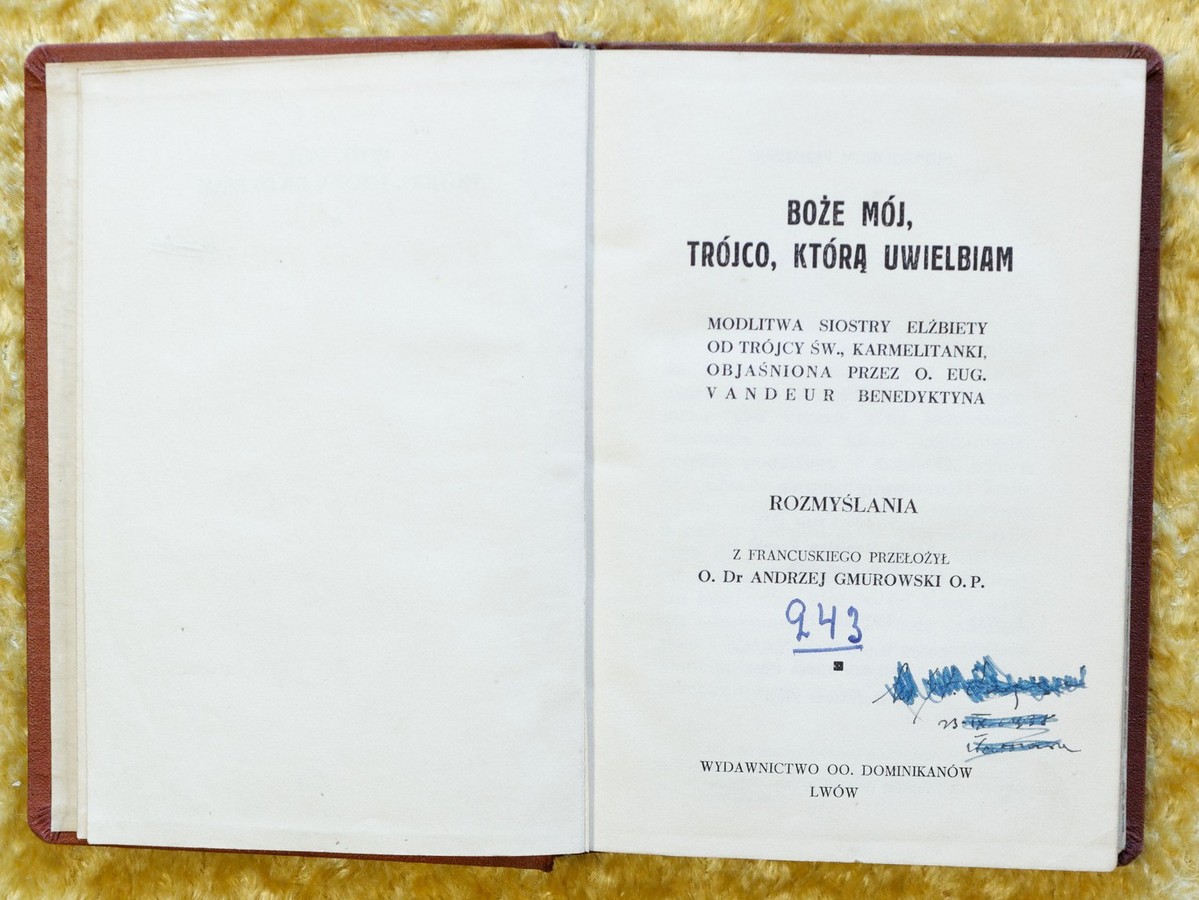 BOŻE MÓJ,
TRÓJCO, KTÓRĄ UWIELBIAM
MODLITWA SIOSTRY ELŻBIETY
OD TRÓJCY ŚW., KARMELITANKI,
OBJAŚNIONA PRZEZ O. EUG.
VANDEUR BENEDYKTYNA
ROZMYŚLANIA
Z FRANCUSKIEGO PRZEŁOŻYŁ
O. Dr ANDRZEJ GMUROWSKI O. P.
243
WYDAWNICTWO OO. DOMINIKANÓW
LWÓW